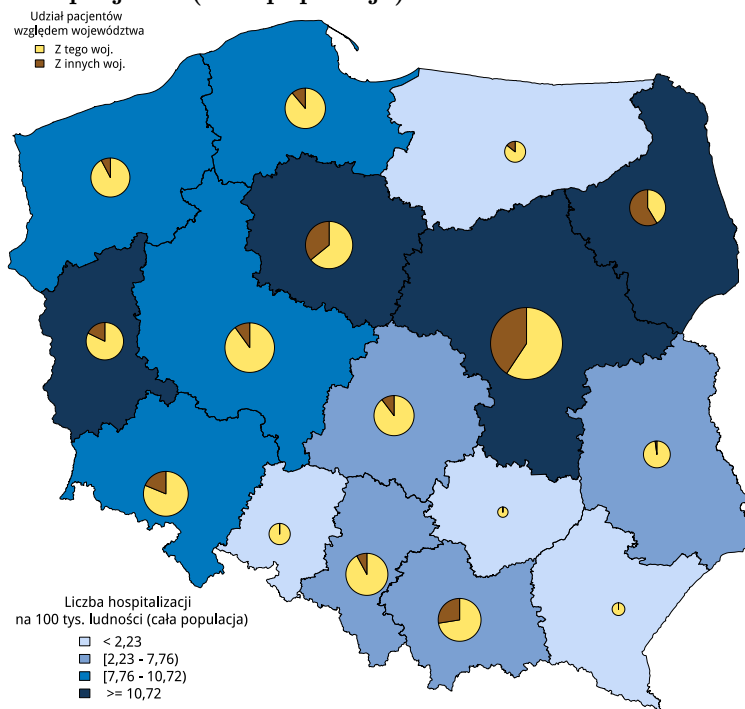 Udział pacjentów
względem województwa
Z tego woj.
Z innych woj.
Liczba hospitalizacji
na 100 tys. ludności (cała populacja)
< 2,23
[2,23 - 7,76)
[7,76 - 10,72)
>= 10,72